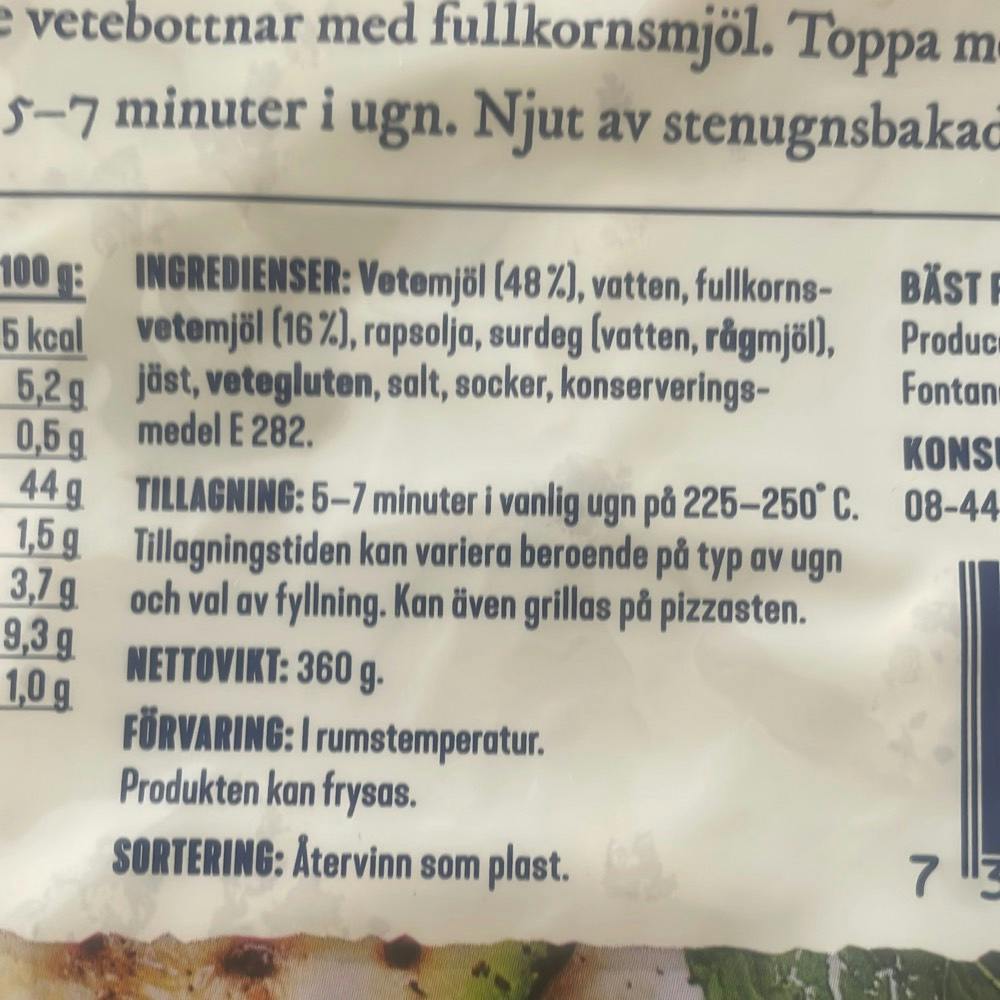 vetebottnar med fullkornsmjöl. Toppa
5–7 minuter i ugn. Njut av stenugnsbakad
100 g:
5 kcal
5,2 g
0,5 g
44 g
1,5 g
3,7 g
9,3 g
1,0 g
INGREDIENSER: Vetemjöl (48 %), vatten, fullkorns-
vetemjöl (16 %), rapsolja, surdeg (vatten, rågmjöl),
jäst, vetegluten, salt, socker, konserverings-
medel E 282.
TILLAGNING: 5–7 minuter i vanlig ugn på 225–250° C.
Tillagningstiden kan variera beroende på typ av ugn
och val av fyllning. Kan även grillas på pizzasten.
NETTOVIKT: 360 g.
FÖRVARING: I rumstemperatur.
Produkten kan frysas.
SORTERING: Återvinn som plast.
BÄST
Produc
Fontan
KONSU
08-44
7 3